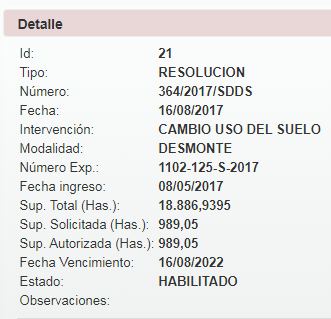 Detalle
Id: 21
Tipo: RESOLUCION
Número: 364/2017/SDDS
Fecha: 16/08/2017
Intervención: CAMBIO USO DEL SUELO
Modalidad: DESMONTE
Número Exp.: 1102-125-S-2017
Fecha ingreso: 08/05/2017
Sup. Total (Has.): 18.886,9395
Sup. Solicitada (Has.): 989,05
Sup. Autorizada (Has.): 989,05
Fecha Vencimiento: 16/08/2022
Estado: HABILITADO
Observaciones: